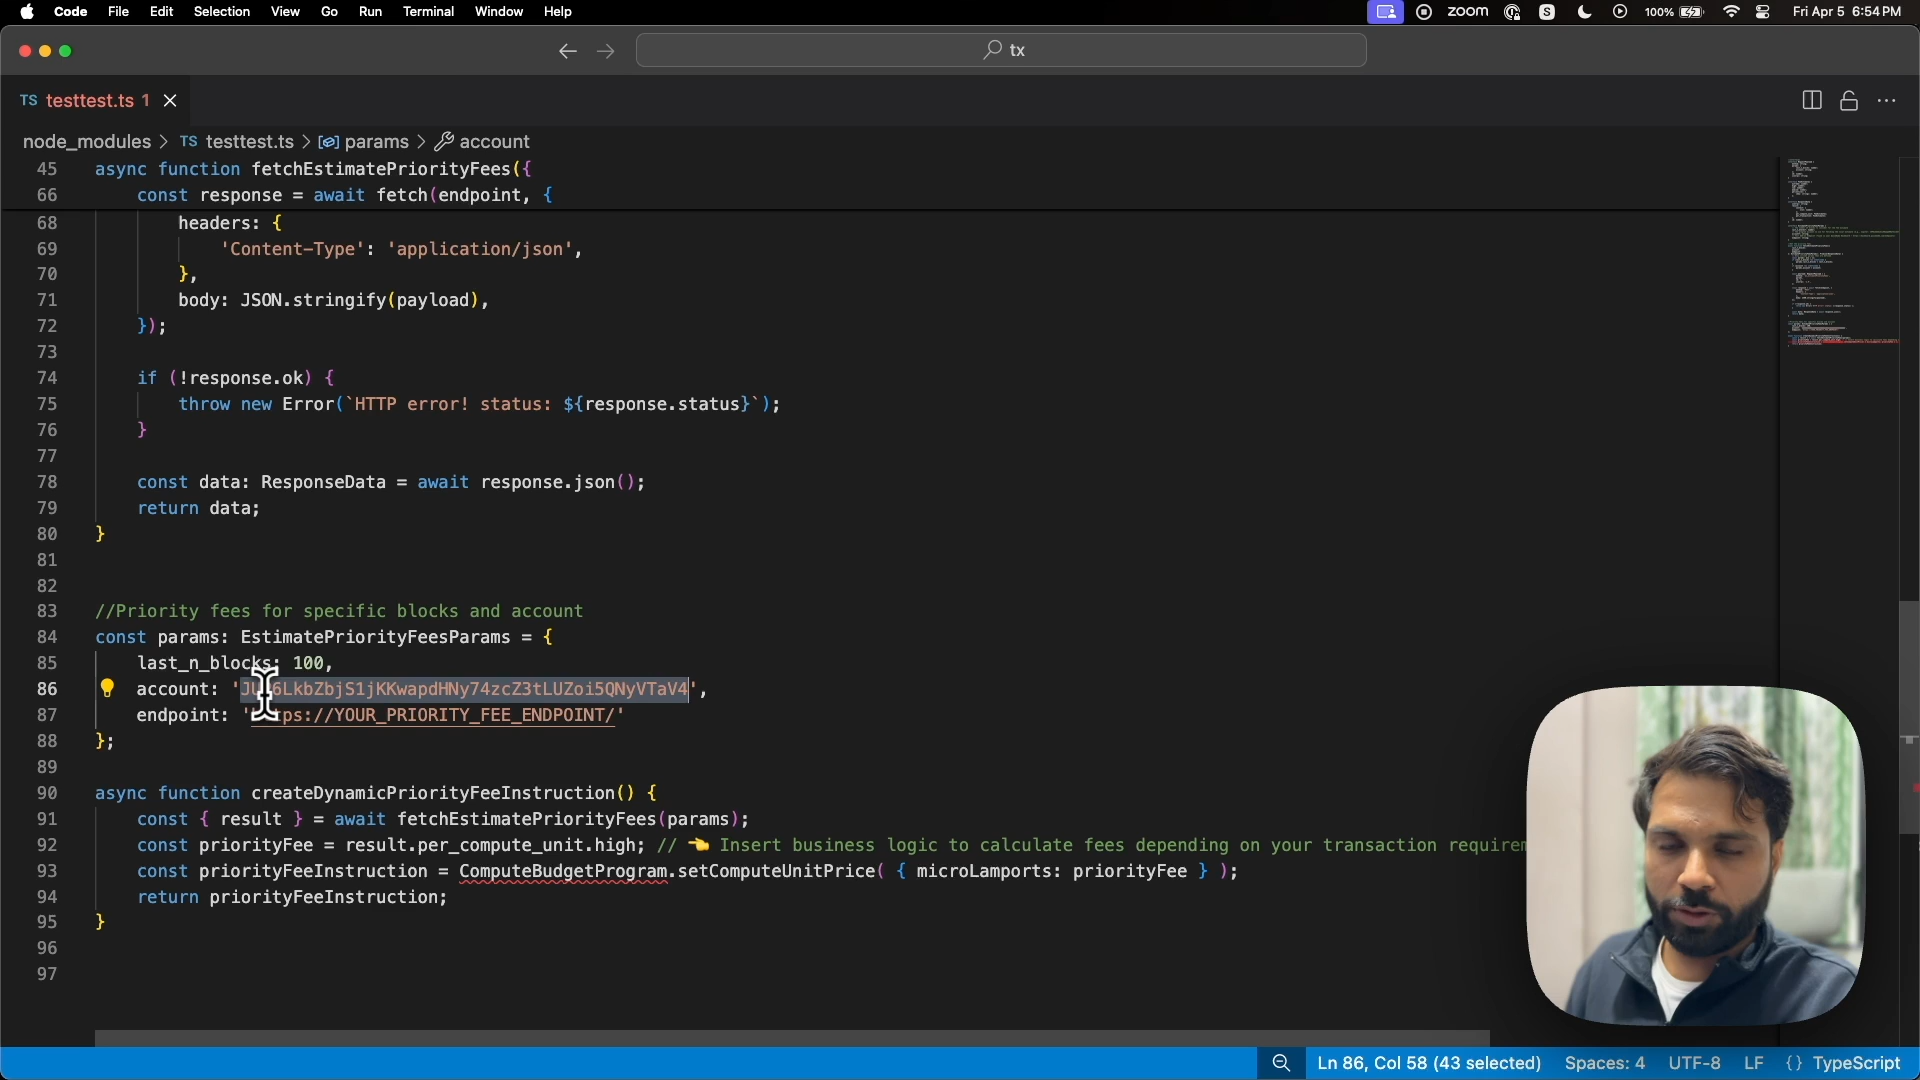 Code File Edit Selection View Go Run Terminal Window Help zoom S 100% Fri Apr 5 6:54 PM
tx
TS testtest.ts 1
node_modules > TS testtest.ts > params > account
45 async function fetchEstimatePriorityFees({
66 const response = await fetch(endpoint, {
68 headers: {
69 'Content-Type': 'application/json',
70 },
71 body: JSON.stringify(payload),
72 });
73
74 if (!response.ok) {
75 throw new Error(`HTTP error! status: ${response.status}`);
76 }
77
78 const data: ResponseData = await response.json();
79 return data;
80 }
81
82
83 //Priority fees for specific blocks and account
84 const params: EstimatePriorityFeesParams = {
85 last_n_blocks: 100,
86 account: '
87 endpoint: 'https://YOUR_PRIORITY_FEE_ENDPOINT/'
88 };
89
90 async function createDynamicPriorityFeeInstruction() {
91 const { result } = await fetchEstimatePriorityFees(params);
92 const priorityFee = result.per_compute_unit.high; // 👈 Insert business logic to calculate fees depending on your transaction requirem
93 const priorityFeeInstruction = ComputeBudgetProgram.setComputeUnitPrice( { microLamports: priorityFee } );
94 return priorityFeeInstruction;
95 }
96
97
Ln 86, Col 58 (43 selected) Spaces: 4 UTF-8 LF {} TypeScript